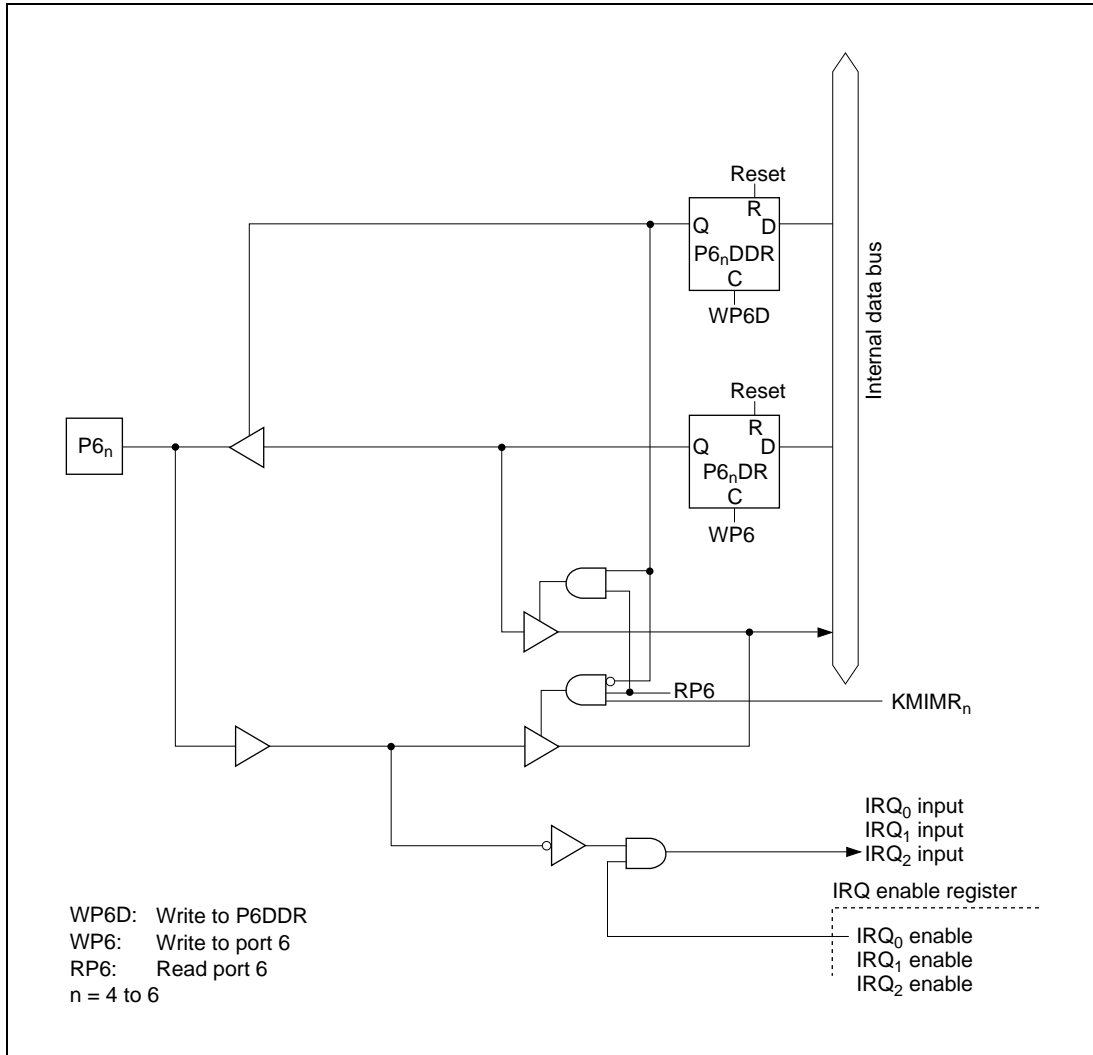 Reset
R
Q D
P6nDDR
C
WP6D
Internal data bus
Reset
R
P6n
Q D
P6nDR
C
WP6
RP6
KMIMRn
IRQ0 input
IRQ1 input
IRQ2 input
IRQ enable register
IRQ0 enable
IRQ1 enable
IRQ2 enable
WP6D: Write to P6DDR
WP6: Write to port 6
RP6: Read port 6
n = 4 to 6